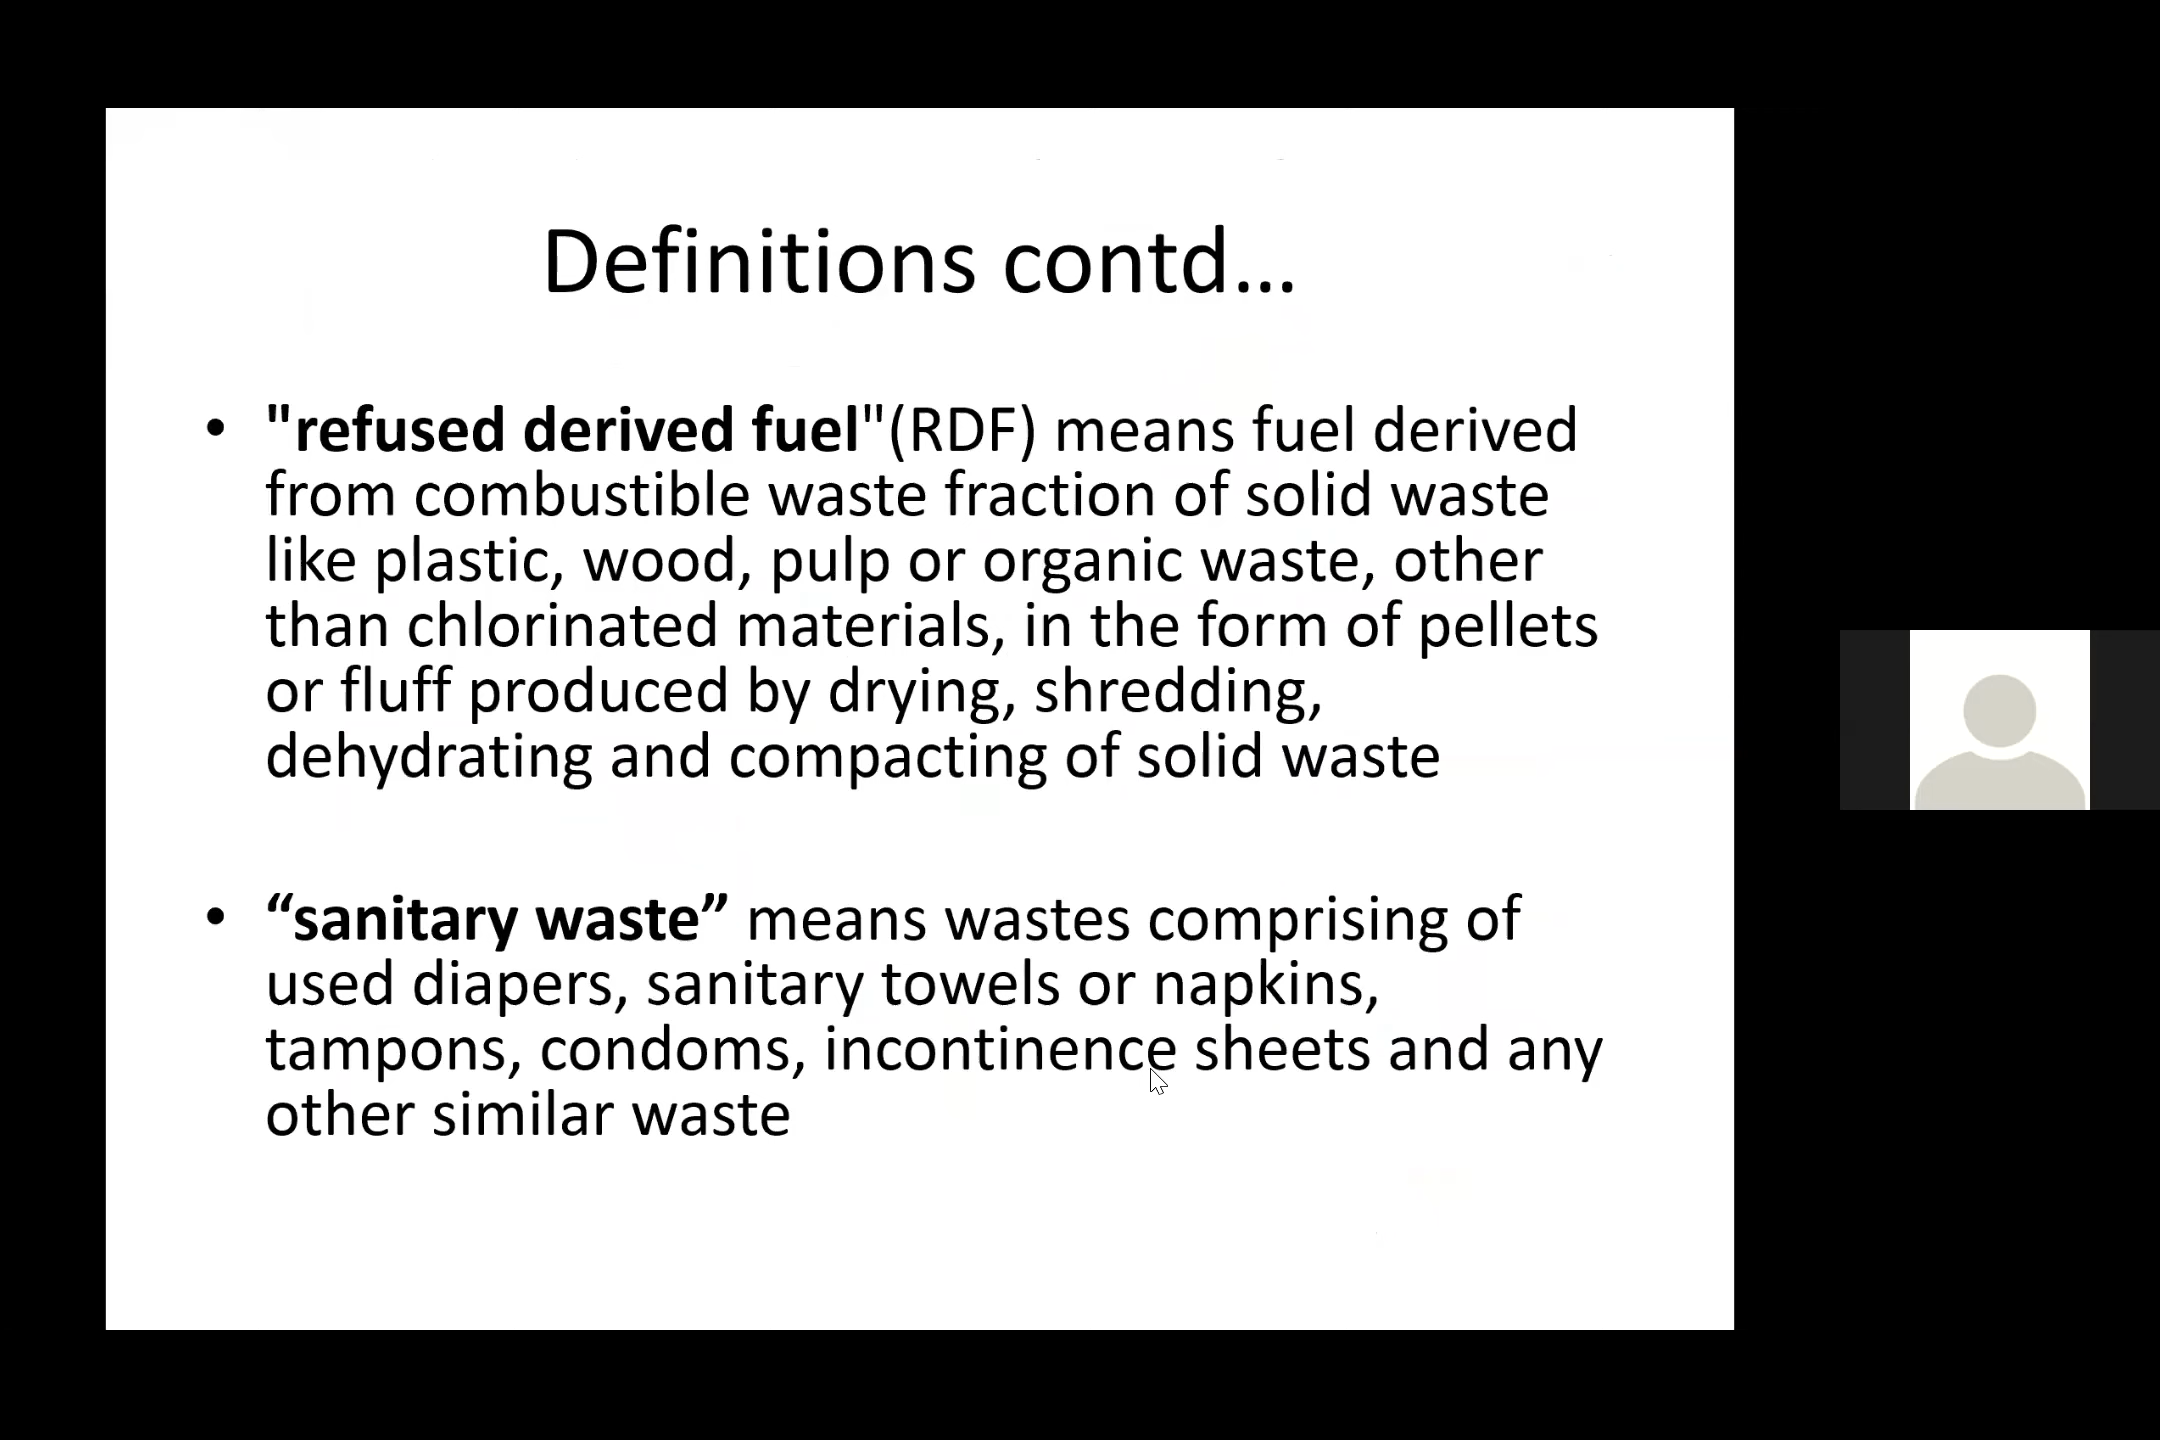 Definitions contd...
• "refused derived fuel"(RDF) means fuel derived
from combustible waste fraction of solid waste
like plastic, wood, pulp or organic waste, other
than chlorinated materials, in the form of pellets
or fluff produced by drying, shredding,
dehydrating and compacting of solid waste
• “sanitary waste” means wastes comprising of
used diapers, sanitary towels or napkins,
tampons, condoms, incontinence sheets and any
other similar waste